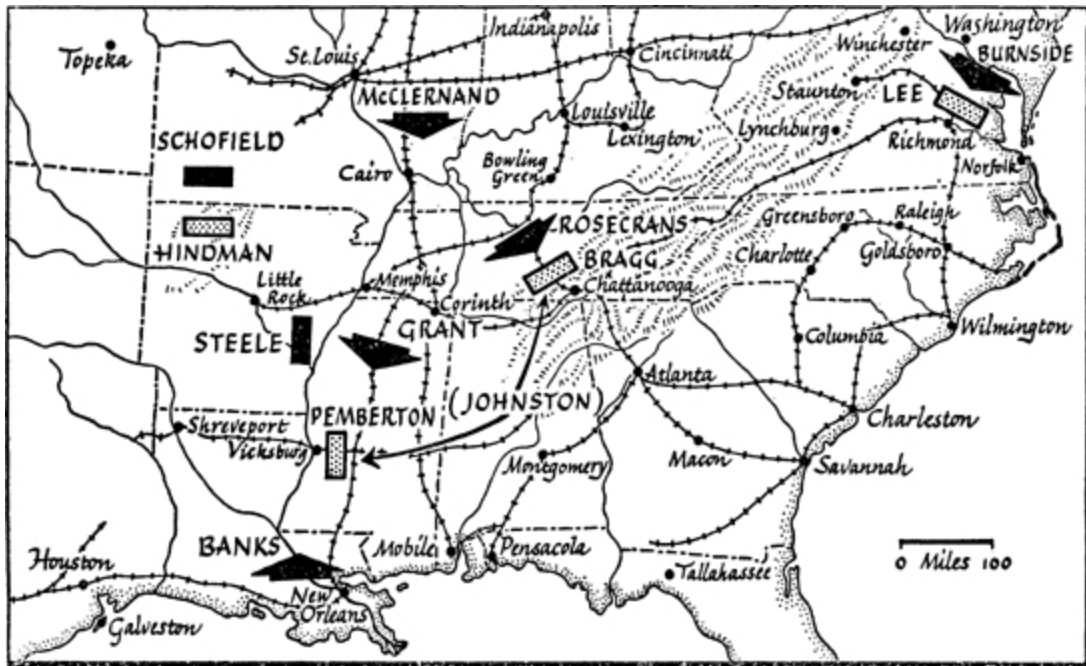 Topeka
St. Louis
Indianapolis
Cincinnati
Winchester
Washington
BURNSIDE
McCLERNAND
Louisville
Lexington
Staunton
LEE
SCHOFIELD
Lynchburg
Richmond
Cairo
Bowling
Green
Norfolk
HINDMAN
ROSECRANS
Greensboro
Raleigh
BRAGG
Charlotte
Goldsboro
Little
Rock
Memphis
Chattanooga
Corinth
STEELE
GRANT
Columbia
Wilmington
Atlanta
PEMBERTON
(JOHNSTON)
Charleston
Shreveport
Vicksburg
Montgomery
Macon
Savannah
BANKS
Mobile
Pensacola
Houston
New
Orleans
Tallahassee
0 Miles 100
Galveston